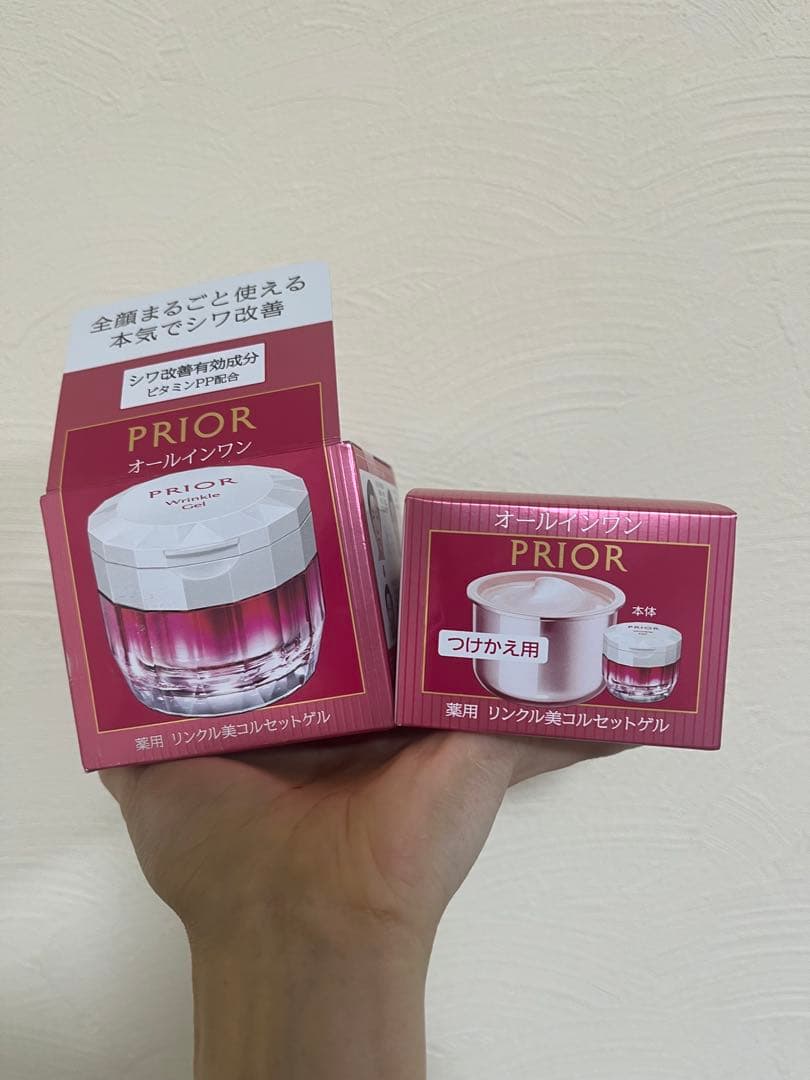 全顔まるごと使える
本気でシワ改善
シワ改善有効成分
ビタミンPP配合
PRIOR
オールインワン
PRIOR
Wrinkle
Gel
薬用 リンクル美コルセットゲル
オールインワン
PRIOR
本体
つけかえ用
薬用 リンクル美コルセットゲル